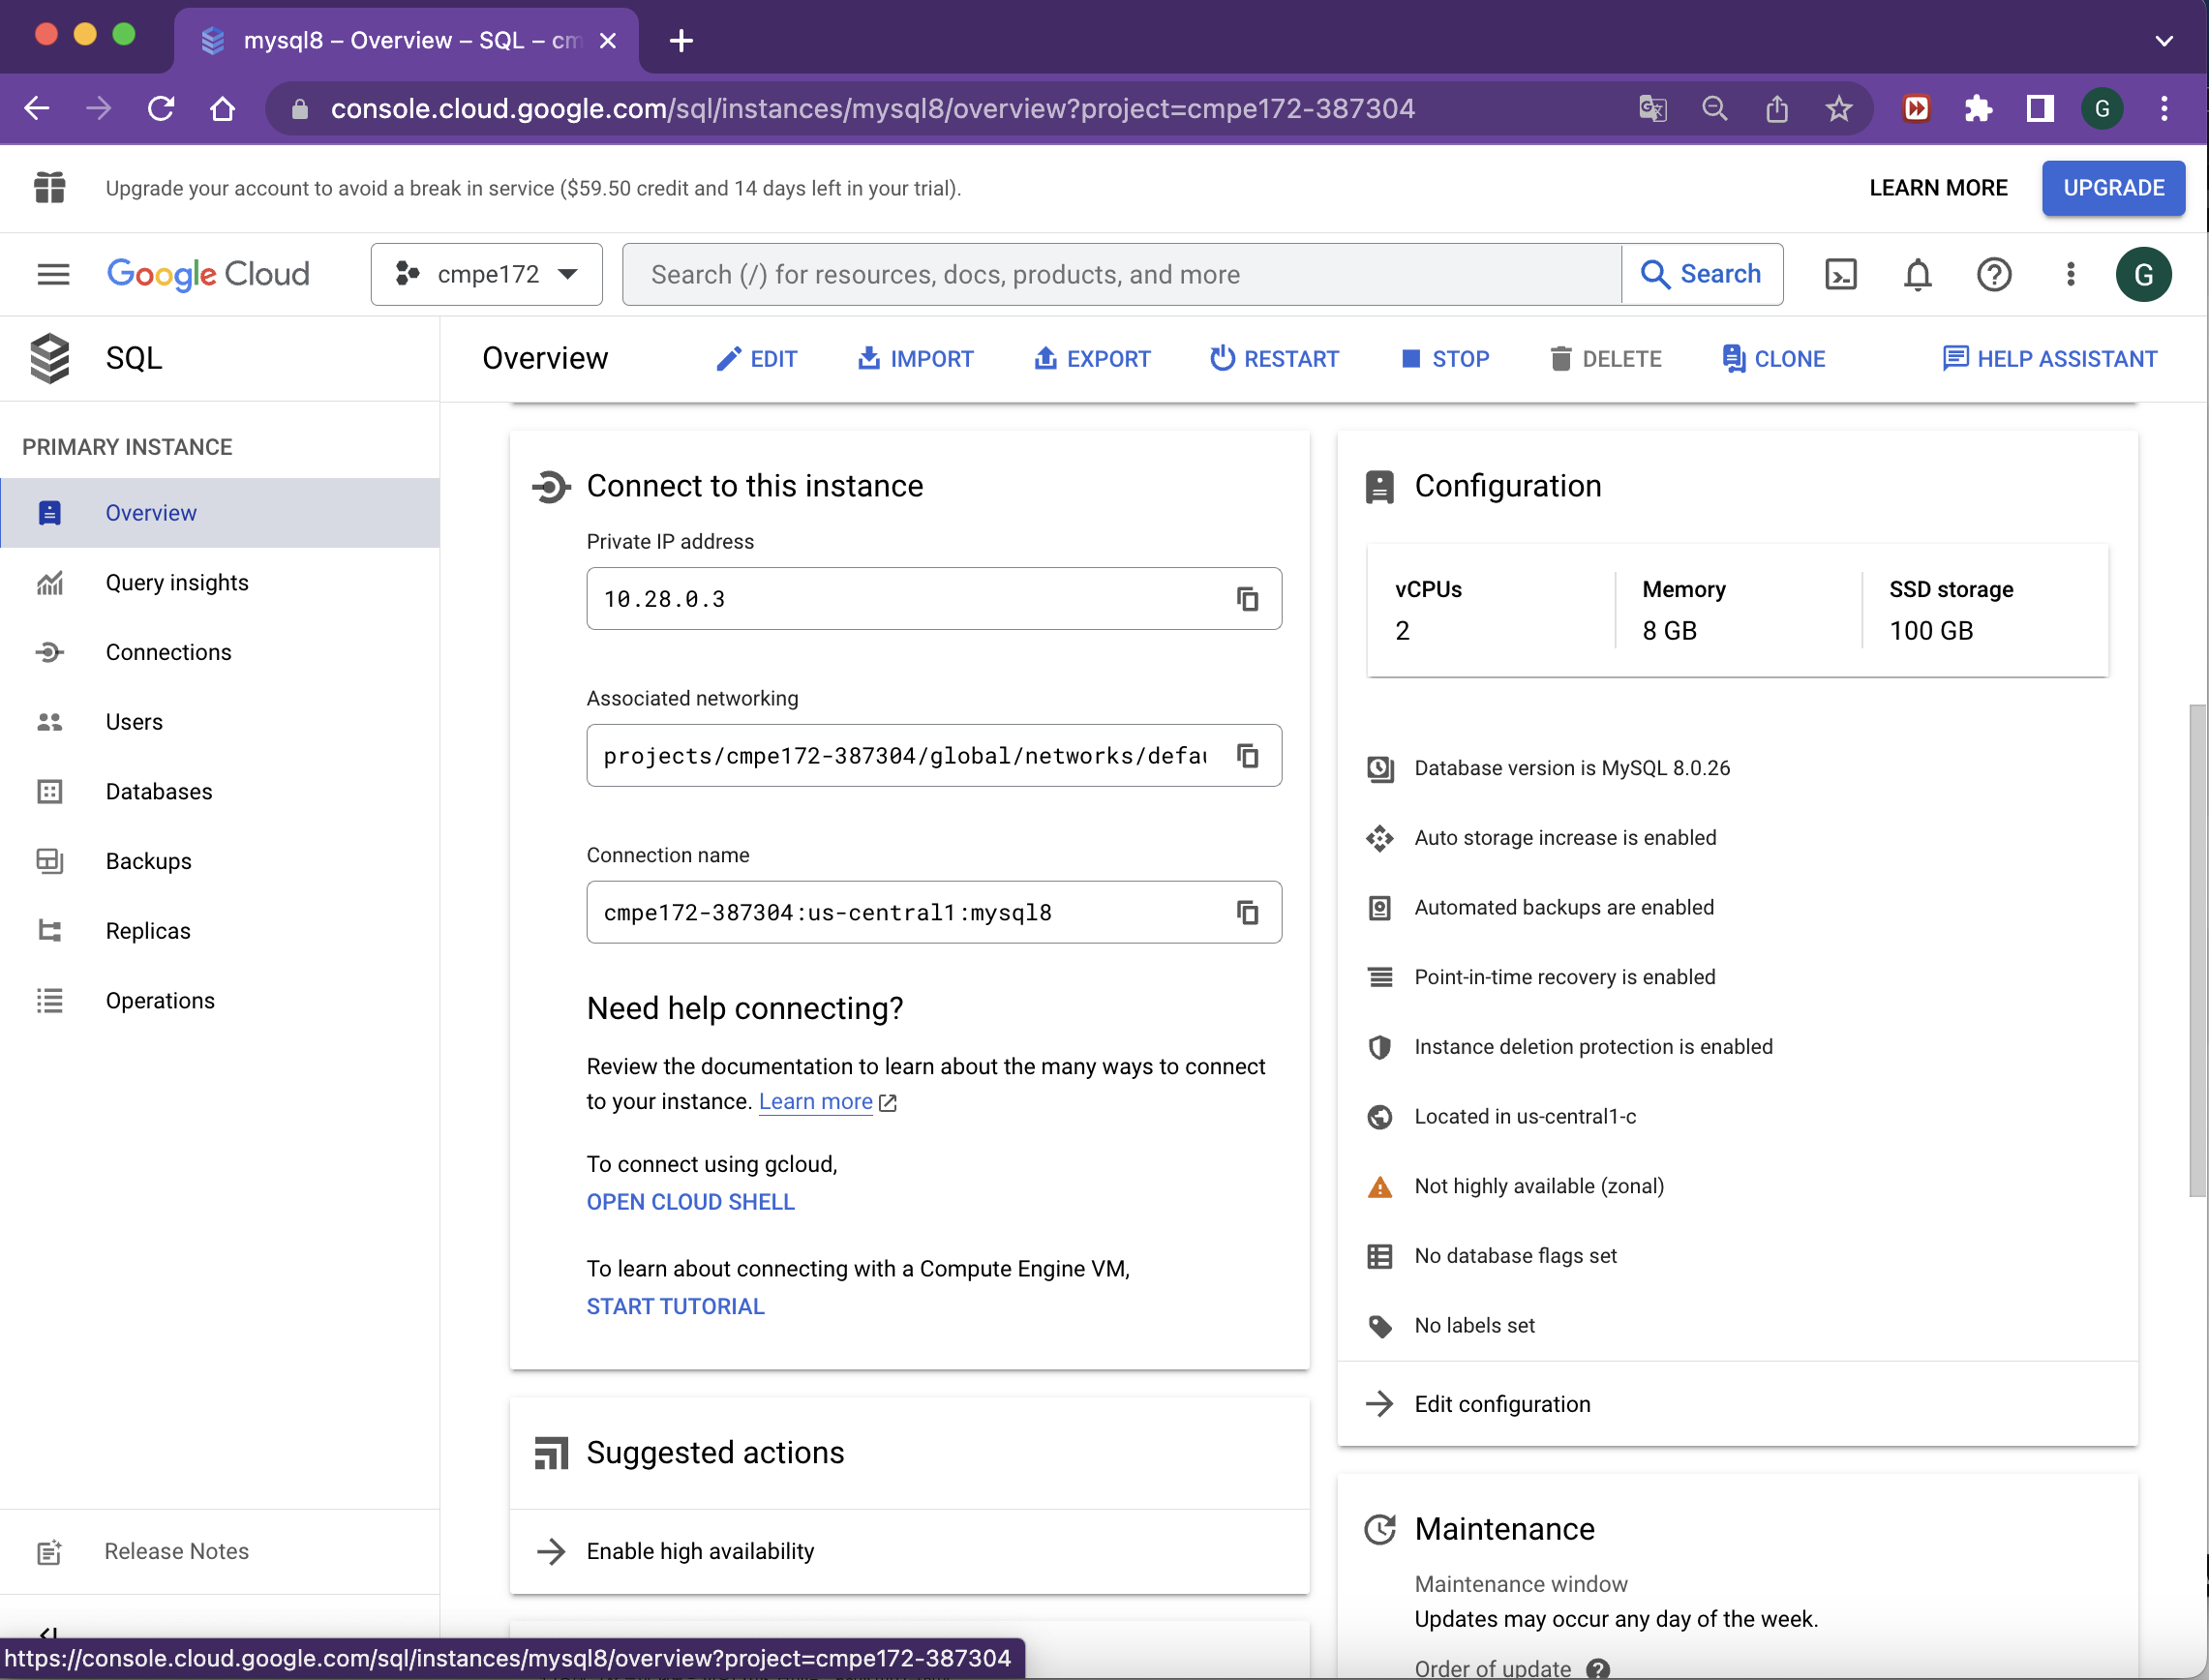 mysql8 – Overview – SQL – cm
console.cloud.google.com/sql/instances/mysql8/overview?project=cmpe172-387304
G
Upgrade your account to avoid a break in service ($59.50 credit and 14 days left in your trial).
LEARN MORE
UPGRADE
Google Cloud
cmpe172
Search (/) for resources, docs, products, and more
Search
G
SQL
Overview
EDIT
IMPORT
EXPORT
RESTART
STOP
DELETE
CLONE
HELP ASSISTANT
PRIMARY INSTANCE
Overview
Query insights
Connections
Users
Databases
Backups
Replicas
Operations
Release Notes
Connect to this instance
Private IP address
10.28.0.3
Associated networking
projects/cmpe172-387304/global/networks/defau
Connection name
cmpe172-387304:us-central1:mysql8
Need help connecting?
Review the documentation to learn about the many ways to connect
to your instance. Learn more
To connect using gcloud,
OPEN CLOUD SHELL
To learn about connecting with a Compute Engine VM,
START TUTORIAL
Suggested actions
Enable high availability
Configuration
vCPUs
2
Memory
8 GB
SSD storage
100 GB
Database version is MySQL 8.0.26
Auto storage increase is enabled
Automated backups are enabled
Point-in-time recovery is enabled
Instance deletion protection is enabled
Located in us-central1-c
Not highly available (zonal)
No database flags set
No labels set
Edit configuration
Maintenance
Maintenance window
Updates may occur any day of the week.
Order of update
https://console.cloud.google.com/sql/instances/mysql8/overview?project=cmpe172-387304